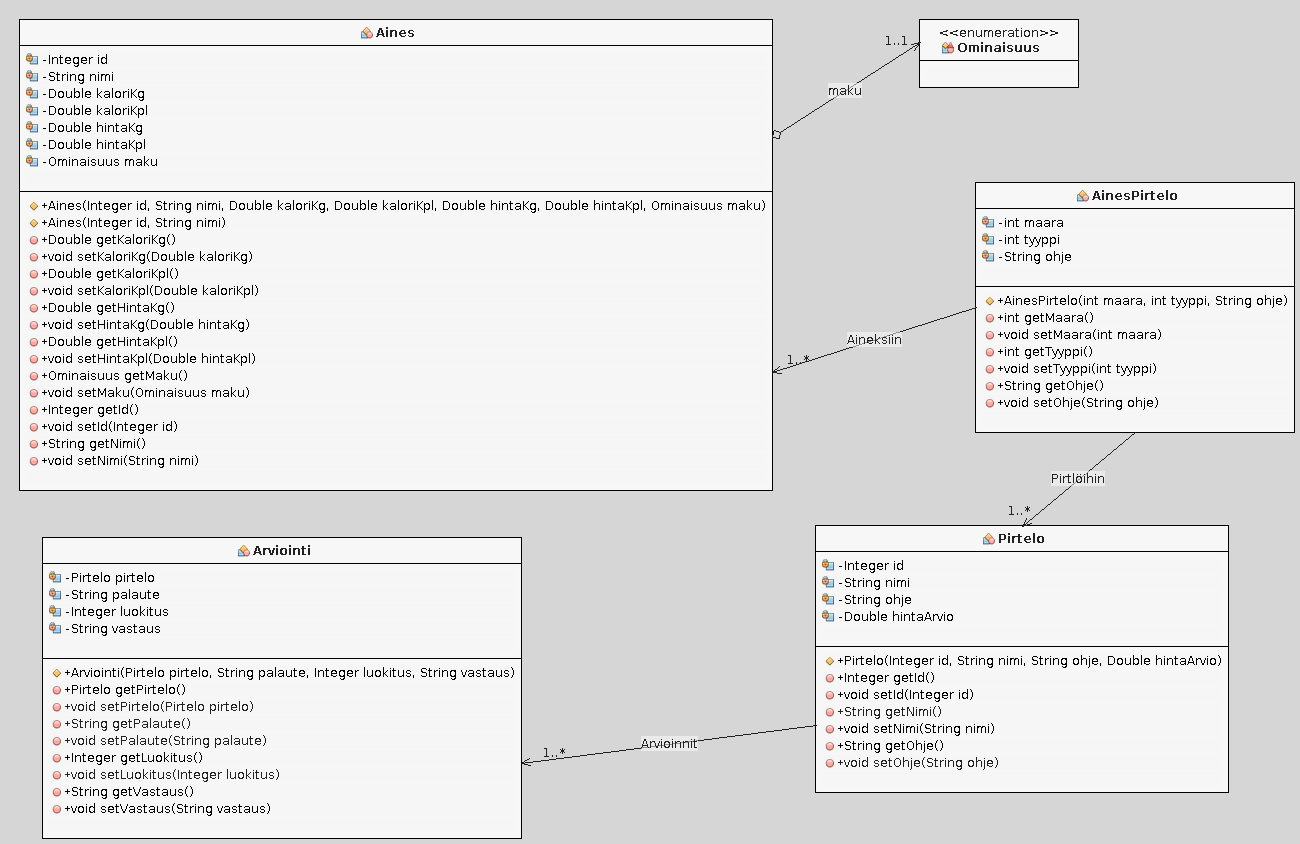 Aines
-Integer id
-String nimi
-Double kaloriKg
-Double kaloriKpl
-Double hintaKg
-Double hintaKpl
-Ominaisuus maku
+Aines(Integer id, String nimi, Double kaloriKg, Double kaloriKpl, Double hintaKg, Double hintaKpl, Ominaisuus maku)
+Aines(Integer id, String nimi)
+Double getKaloriKg()
+void setKaloriKg(Double kaloriKg)
+Double getKaloriKpl()
+void setKaloriKpl(Double kaloriKpl)
+Double getHintaKg()
+void setHintaKg(Double hintaKg)
+Double getHintaKpl()
+void setHintaKpl(Double hintaKpl)
+Ominaisuus getMaku()
+void setMaku(Ominaisuus maku)
+Integer getId()
+void setId(Integer id)
+String getNimi()
+void setNimi(String nimi)
1..1
maku
<<enumeration>>
Ominaisuus
AinesPirtelo
-int maara
-int tyyppi
-String ohje
+AinesPirtelo(int maara, int tyyppi, String ohje)
+int getMaara()
+void setMaara(int maara)
+int getTyyppi()
+void setTyyppi(int tyyppi)
+String getOhje()
+void setOhje(String ohje)
Aineksiin
1..*
Pirtlöihin
1..*
Arviointi
-Pirtelo pirtelo
-String palaute
-Integer luokitus
-String vastaus
+Arviointi(Pirtelo pirtelo, String palaute, Integer luokitus, String vastaus)
+Pirtelo getPirtelo()
+void setPirtelo(Pirtelo pirtelo)
+String getPalaute()
+void setPalaute(String palaute)
+Integer getLuokitus()
+void setLuokitus(Integer luokitus)
+String getVastaus()
+void setVastaus(String vastaus)
Arvioinnit
1..*
Pirtelo
-Integer id
-String nimi
-String ohje
-Double hintaArvio
+Pirtelo(Integer id, String nimi, String ohje, Double hintaArvio)
+Integer getId()
+void setId(Integer id)
+String getNimi()
+void setNimi(String nimi)
+String getOhje()
+void setOhje(String ohje)